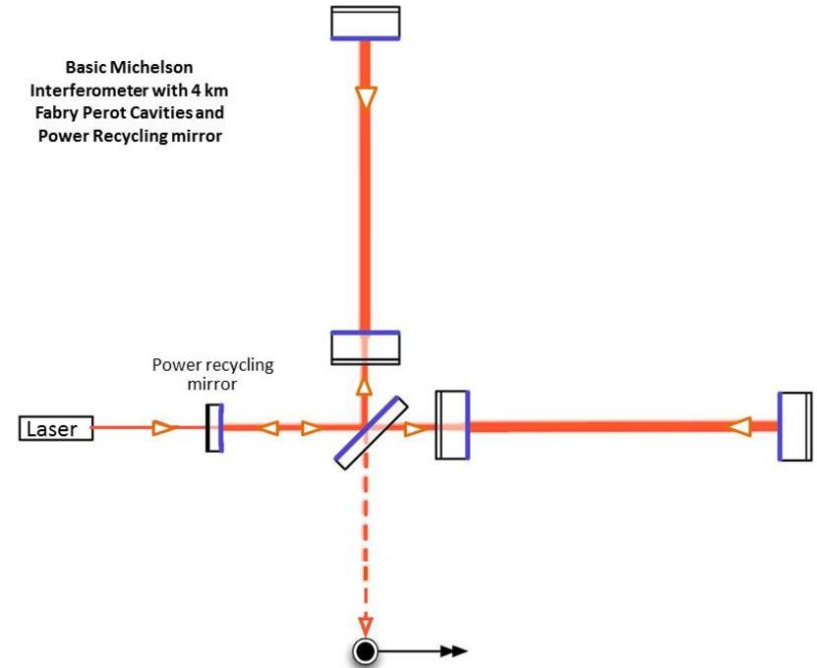 Basic Michelson
Interferometer with 4 km
Fabry Perot Cavities and
Power Recycling mirror
Power recycling
mirror
Laser